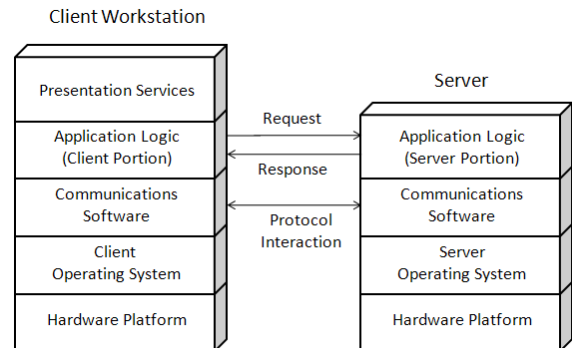 Client Workstation
Presentation Services
Application Logic
(Client Portion)
Communications
Software
Client
Operating System
Hardware Platform
Request
Response
Protocol
Interaction
Server
Application Logic
(Server Portion)
Communications
Software
Server
Operating System
Hardware Platform